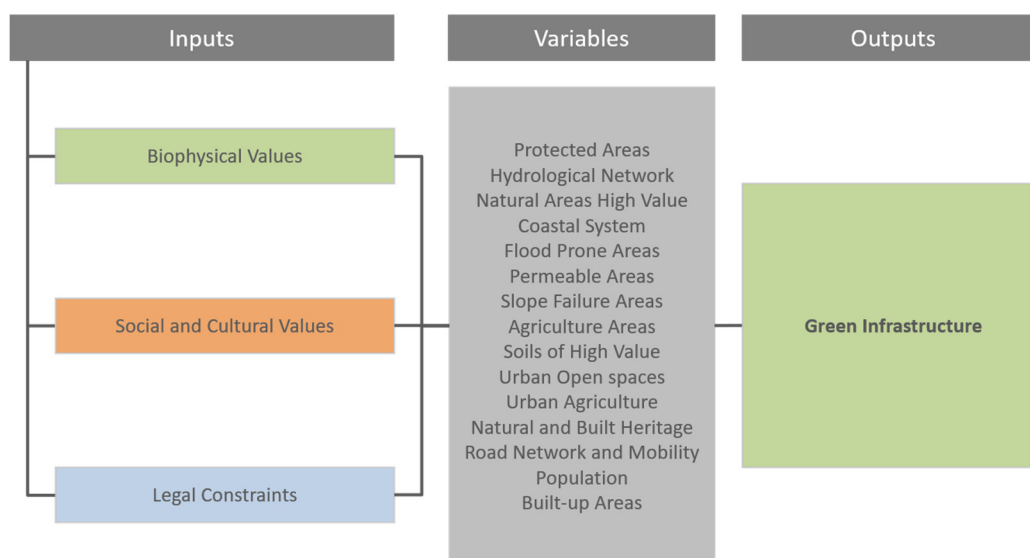 Inputs
Variables
Outputs
Biophysical Values
Social and Cultural Values
Legal Constraints
Protected Areas
Hydrological Network
Natural Areas High Value
Coastal System
Flood Prone Areas
Permeable Areas
Slope Failure Areas
Agriculture Areas
Soils of High Value
Urban Open spaces
Urban Agriculture
Natural and Built Heritage
Road Network and Mobility
Population
Built-up Areas
Green Infrastructure